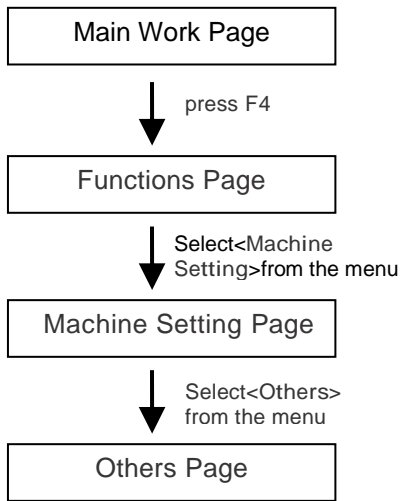 Main Work Page
press F4
Functions Page
Select<Machine
Setting>from the menu
Machine Setting Page
Select<Others>
from the menu
Others Page